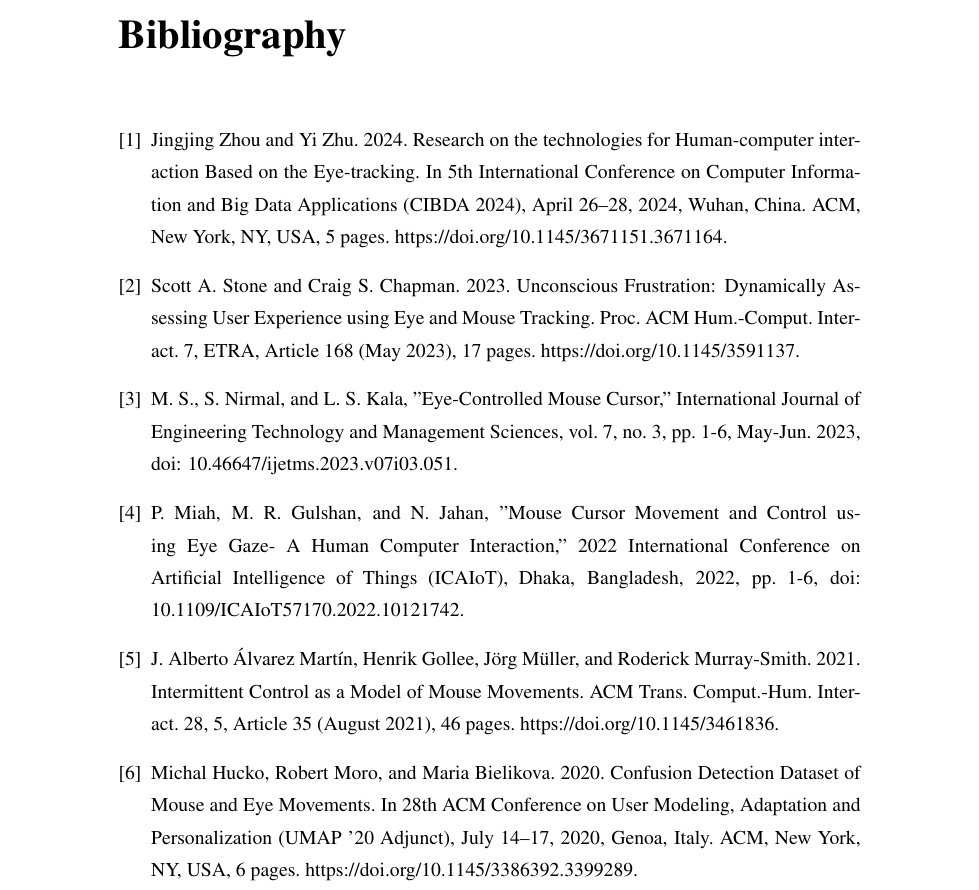 Bibliography
[1] Jingjing Zhou and Yi Zhu. 2024. Research on the technologies for Human-computer inter-
action Based on the Eye-tracking. In 5th International Conference on Computer Informa-
tion and Big Data Applications (CIBDA 2024), April 26–28, 2024, Wuhan, China. ACM,
New York, NY, USA, 5 pages. https://doi.org/10.1145/3671151.3671164.
[2] Scott A. Stone and Craig S. Chapman. 2023. Unconscious Frustration: Dynamically As-
sessing User Experience using Eye and Mouse Tracking. Proc. ACM Hum.-Comput. Inter-
act. 7, ETRA, Article 168 (May 2023), 17 pages. https://doi.org/10.1145/3591137.
[3] M. S., S. Nirmal, and L. S. Kala, ”Eye-Controlled Mouse Cursor,” International Journal of
Engineering Technology and Management Sciences, vol. 7, no. 3, pp. 1-6, May-Jun. 2023,
doi: 10.46647/ijetms.2023.v07i03.051.
[4] P. Miah, M. R. Gulshan, and N. Jahan, ”Mouse Cursor Movement and Control us-
ing Eye Gaze- A Human Computer Interaction,” 2022 International Conference on
Artificial Intelligence of Things (ICAIoT), Dhaka, Bangladesh, 2022, pp. 1-6, doi:
10.1109/ICAIoT57170.2022.10121742.
[5] J. Alberto Álvarez Martín, Henrik Gollee, Jörg Müller, and Roderick Murray-Smith. 2021.
Intermittent Control as a Model of Mouse Movements. ACM Trans. Comput.-Hum. Inter-
act. 28, 5, Article 35 (August 2021), 46 pages. https://doi.org/10.1145/3461836.
[6] Michal Hucko, Robert Moro, and Maria Bielikova. 2020. Confusion Detection Dataset of
Mouse and Eye Movements. In 28th ACM Conference on User Modeling, Adaptation and
Personalization (UMAP ’20 Adjunct), July 14–17, 2020, Genoa, Italy. ACM, New York,
NY, USA, 6 pages. https://doi.org/10.1145/3386392.3399289.